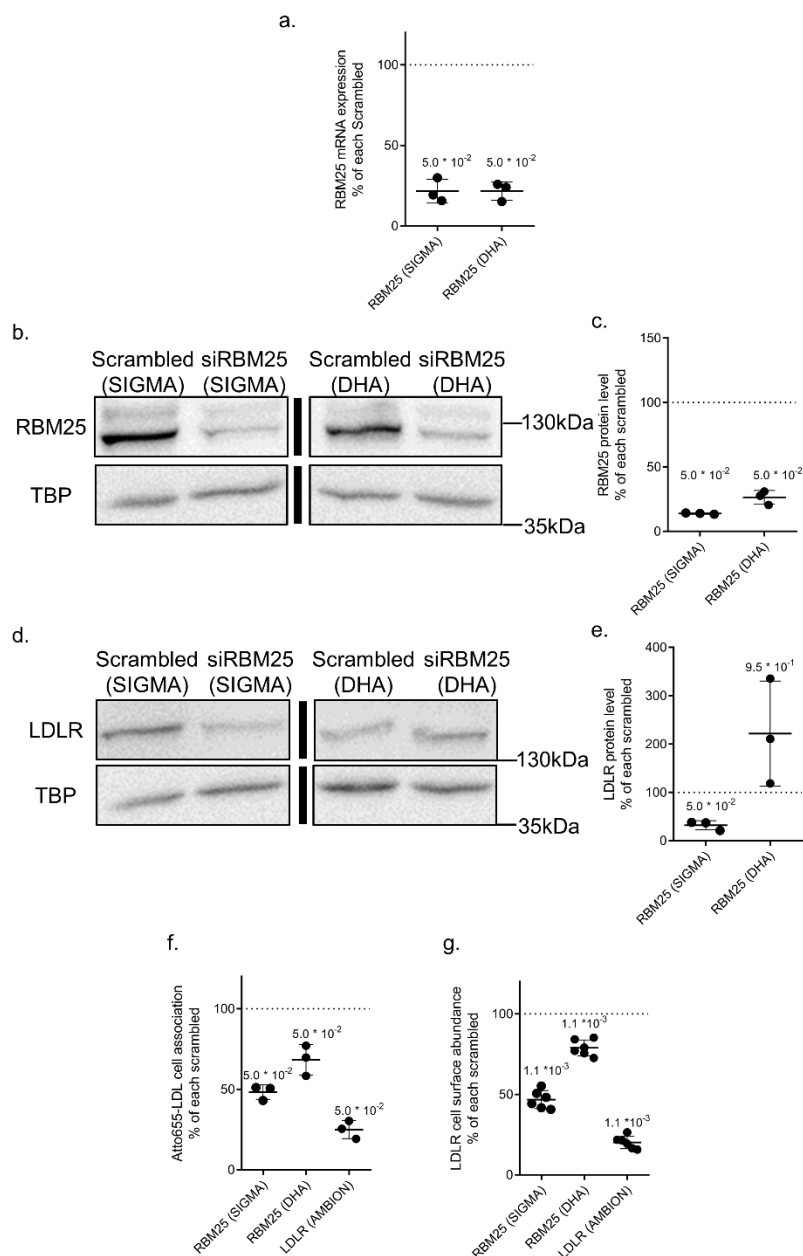 a.
RBM25 mRNA expression
% of each Scrambled
100
50
0
5.0 * 10-2
5.0 * 10-2
RBM25 (SIGMA)
RBM25 (DHA)
b.
Scrambled siRBM25
(SIGMA) (SIGMA)
Scrambled siRBM25
(DHA) (DHA)
RBM25
130kDa
TBP
35kDa
c.
RBM25 protein level
% of each scrambled
150
100
50
0
5.0 * 10-2
5.0 * 10-2
RBM25 (SIGMA)
RBM25 (DHA)
d.
Scrambled siRBM25
(SIGMA) (SIGMA)
Scrambled siRBM25
(DHA) (DHA)
LDLR
130kDa
TBP
35kDa
e.
LDLR protein level
% of each scrambled
400
300
200
100
0
5.0 * 10-2
9.5 * 10-1
RBM25 (SIGMA)
RBM25 (DHA)
f.
Atto655-LDL cell association
% of each scrambled
100
50
0
5.0 * 10-2
5.0 * 10-2
5.0 * 10-2
RBM25 (SIGMA)
RBM25 (DHA)
LDLR (AMBION)
g.
LDLR cell surface abundance
% of each scrambled
100
50
0
1.1 *10-3
1.1 *10-3
1.1 *10-3
RBM25 (SIGMA)
RBM25 (DHA)
LDLR (AMBION)